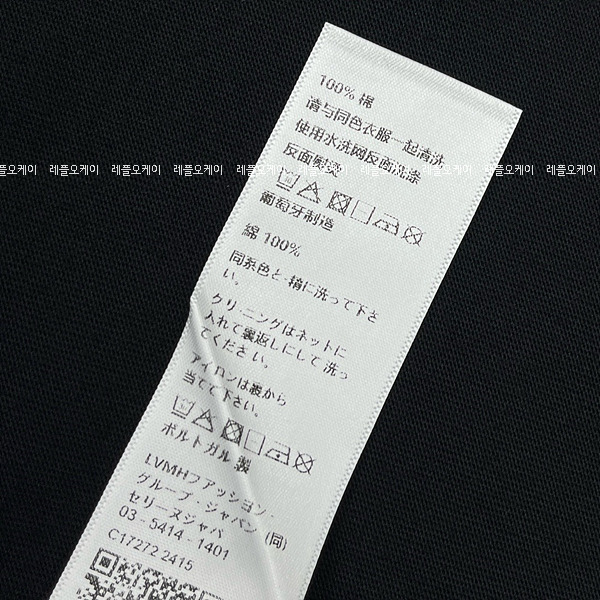 100% 棉
请与同色衣服一起清洗
使用水洗网反面洗涤
레플오케이 레플오케이 레플오케이 레플오케이 레플오케이 레플오케이 레플오케이 레플오케이
反面
葡萄牙制造
綿 100%
同系色と一緒に洗って下さ
い。
クリーニングはネットに
入れて裏返しにして 洗っ
てください。
アイロンは裏から
当てて下さい。
ポルトガル 製
LVMHファッション・
グループ・ジャパン (同)
セリーヌジャパ
03 - 5414 - 1401
C17272 2415